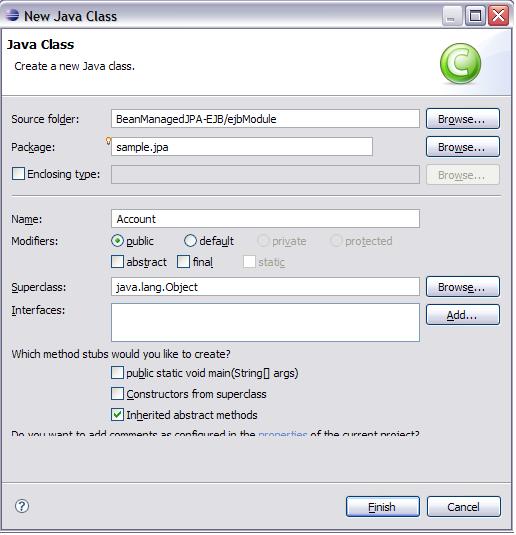 New Java Class
Java Class
Create a new Java class.
C
Source folder: BeanManagedJPA-EJB/ejbModule Browse...
Package: sample.jpa Browse...
Enclosing type: Browse...
Name: Account
Modifiers: public default private protected
abstract final static
Superclass: java.lang.Object Browse...
Interfaces: Add...
Which method stubs would you like to create?
public static void main(String[] args)
Constructors from superclass
Inherited abstract methods
Do you want to add comments as configured in the properties of the current project?
? Finish Cancel